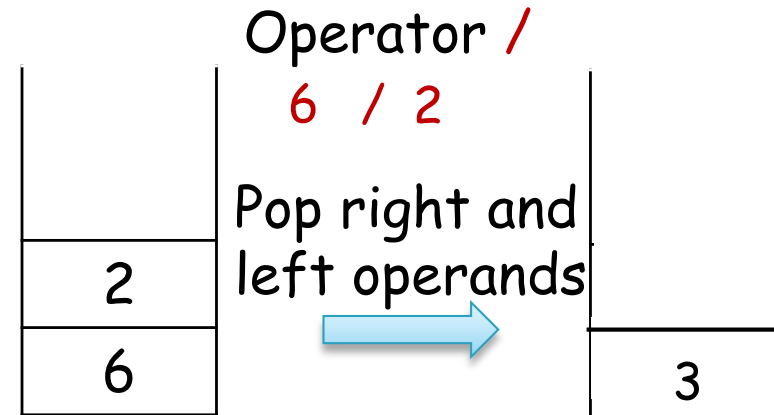 Operator /
6 / 2
Pop right and
left operands
2
6
3